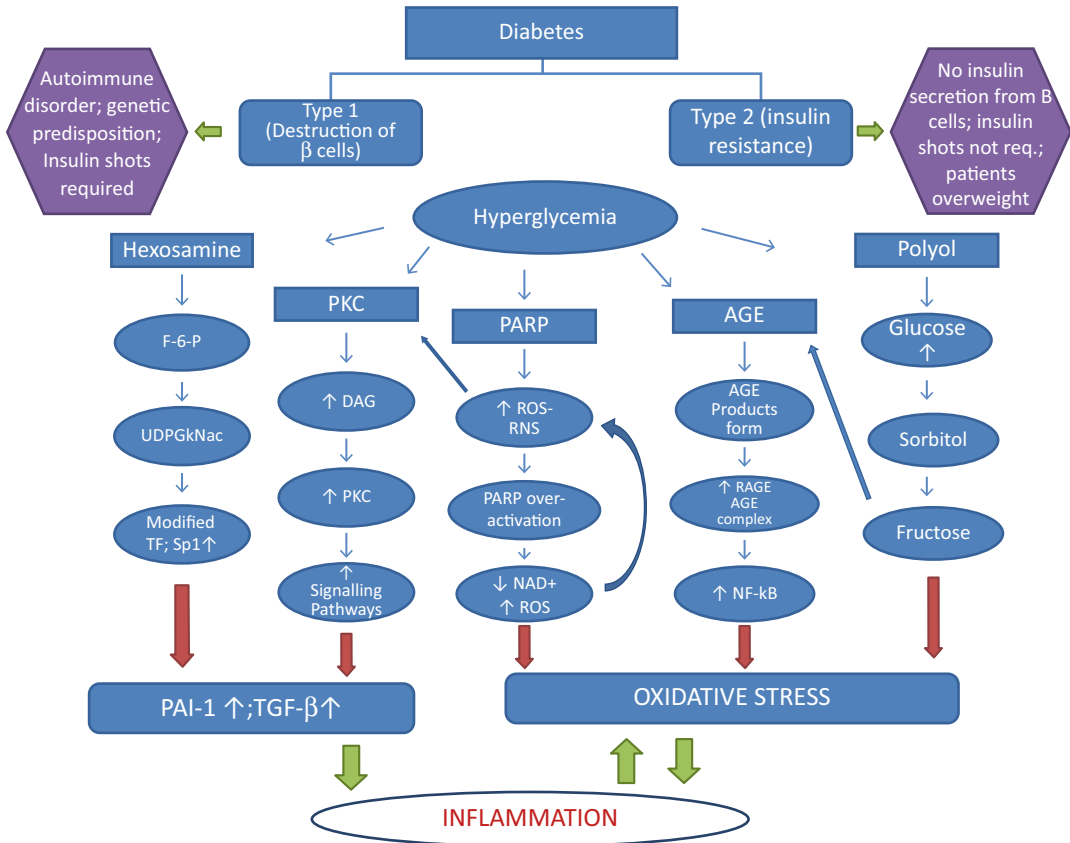 Diabetes
Autoimmune
disorder; genetic
predisposition;
Insulin shots
required
Type 1
(Destruction of
β cells)
Type 2 (insulin
resistance)
No insulin
secretion from B
cells; insulin
shots not req.;
patients
overweight
Hyperglycemia
Hexosamine
F-6-P
UDPGkNac
Modified
TF; Sp1↑
PKC
↑ DAG
↑ PKC
↑
Signalling
Pathways
PARP
↑ ROS-
RNS
PARP over-
activation
↓ NAD+
↑ ROS
AGE
AGE
Products
form
↑ RAGE
AGE
complex
↑ NF-kB
Polyol
Glucose
↑
Sorbitol
Fructose
PAI-1 ↑;TGF-β↑
OXIDATIVE STRESS
INFLAMMATION